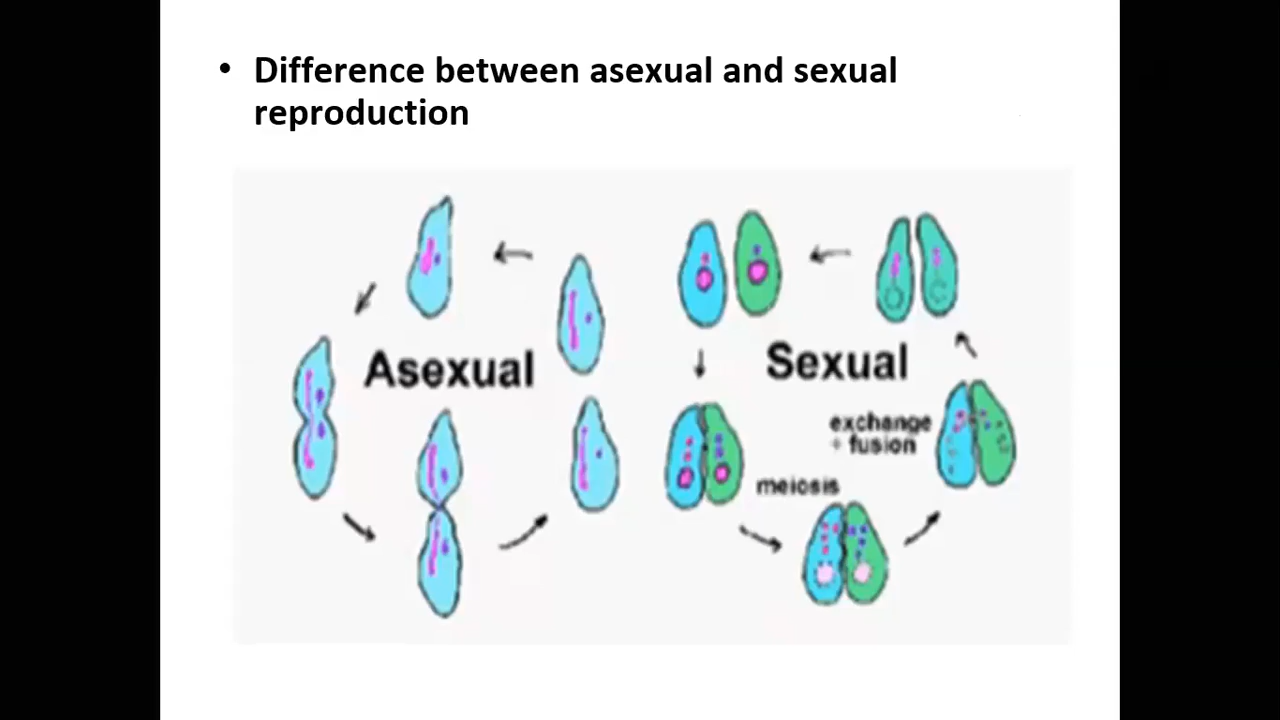 • Difference between asexual and sexual
reproduction
Asexual
Sexual
exchange
+ fusion
meiosis